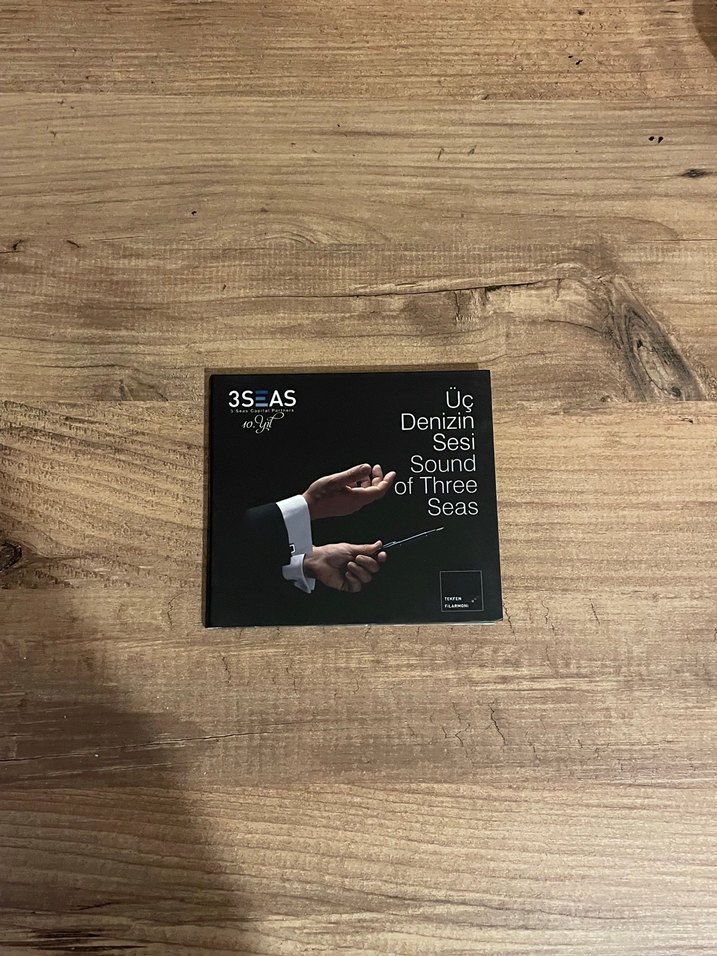 3SEAS
3 Seas Capital Partners
10.Yıl
Üç
Denizin
Sesi
Sound
of Three
Seas
TEKFEN
FİLARMONİ